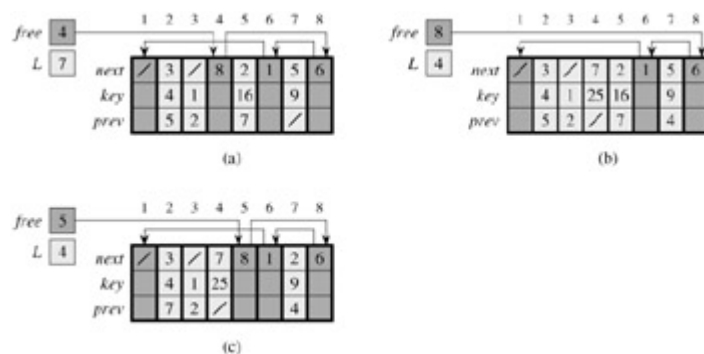 1 2 3 4 5 6 7 8
free 4
L 7
next / 3 / 8 2 1 5 6
key 4 1 16 9
prev 5 2 7 /
(a)
1 2 3 4 5 6 7 8
free 8
L 4
next / 3 / 7 2 1 5 6
key 4 1 25 16 9
prev 5 2 / 7 4
(b)
1 2 3 4 5 6 7 8
free 5
L 4
next / 3 / 7 8 1 2 6
key 4 1 25 9
prev 7 2 / 4
(c)